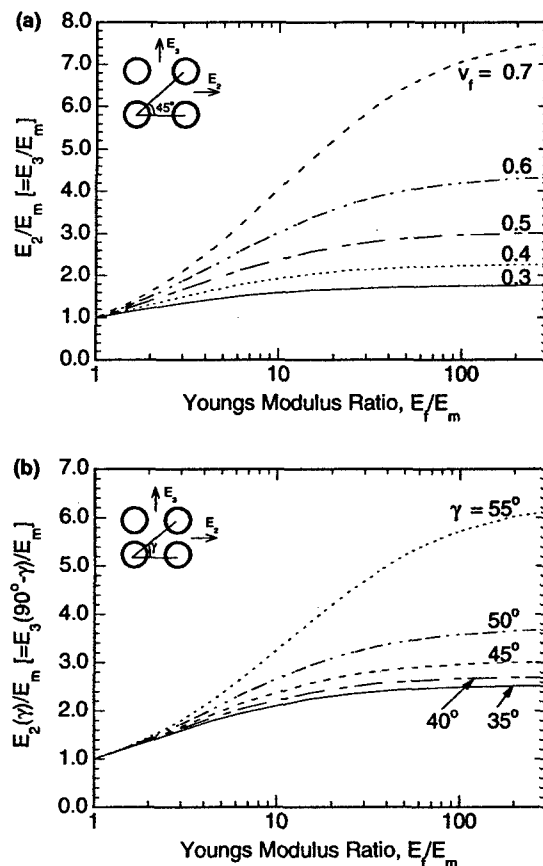 (a)
8.0
7.0
6.0
5.0
4.0
3.0
2.0
1.0
0.0
E₂/Eₘ [=E₃/Eₘ]
E₃
E₂
45°
V_f = 0.7
0.6
0.5
0.4
0.3
1
10
100
Youngs Modulus Ratio, E_f/Eₘ
(b)
7.0
6.0
5.0
4.0
3.0
2.0
1.0
0.0
E₂(γ)/Eₘ [=E₃(90°-γ)/Eₘ]
E₃
E₂
γ
γ = 55°
50°
45°
40°
35°
1
10
100
Youngs Modulus Ratio, E_f/Eₘ